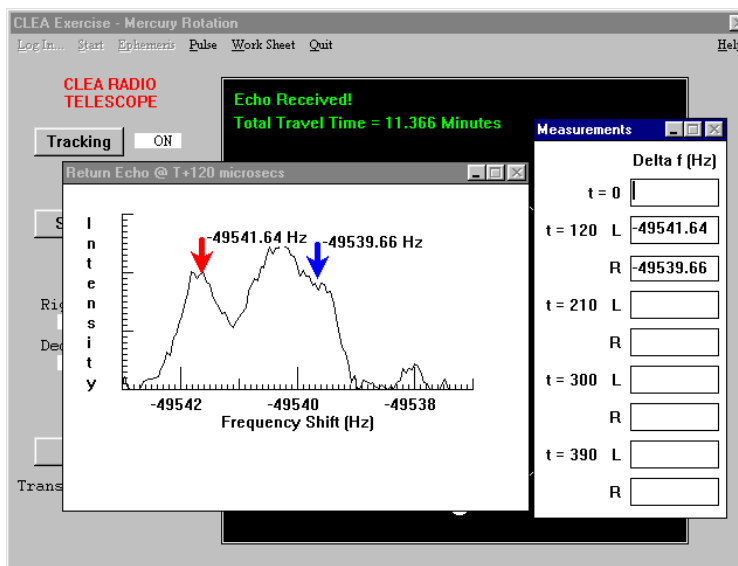 CLEA Exercise - Mercury Rotation
Log In... Start Ephemeris Pulse Work Sheet Quit Help
CLEA RADIO
TELESCOPE
Tracking ON
Echo Received!
Total Travel Time = 11.366 Minutes
Return Echo @ T+120 microsecs
Intensity
-49541.64 Hz
-49539.66 Hz
-49542 -49540 -49538
Frequency Shift (Hz)
Measurements
Delta f (Hz)
t = 0
t = 120 L -49541.64
R -49539.66
t = 210 L
R
t = 300 L
R
t = 390 L
R